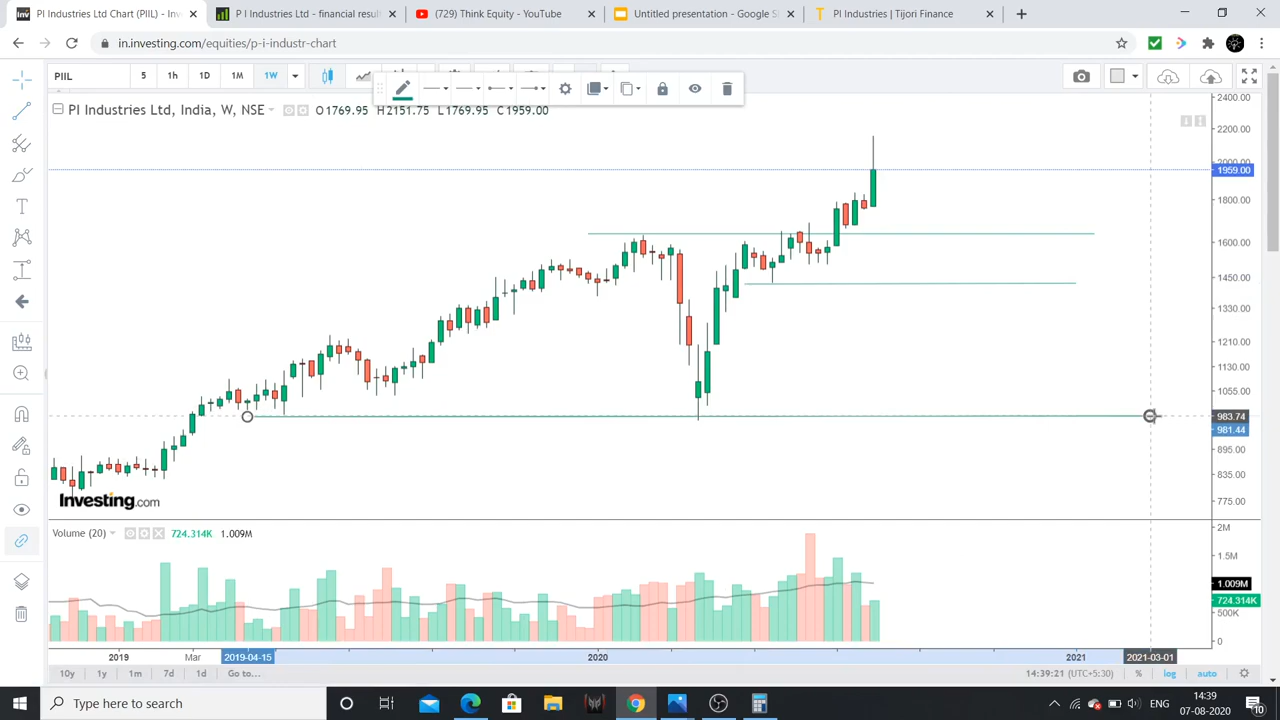 PI Industries Ltd Chart (PIIL) - Inv
PI Industries Ltd - financial result
(729) Think Equity - YouTube
Untitled presentation - Google Sl
PI Industries | Tijori Finance
in.investing.com/equities/p-i-industr-chart
PIIL 5 1h 1D 1M 1W
PI Industries Ltd, India, W, NSE O1769.95 H2151.75 L1769.95 C1959.00
2400.00
2200.00
2000.00
1959.00
1800.00
1600.00
1450.00
1330.00
1210.00
1130.00
1055.00
983.74
981.44
895.00
835.00
775.00
Investing.com
Volume (20) 724.314K 1.009M
2M
1.5M
1.009M
724.314K
500K
0
2019 Mar 2019-04-15 2020 2021 2021-03-01
10y 1y 1m 7d 1d Go to... 14:39:21 (UTC+5:30) % log auto
Type here to search
ENG
14:39
07-08-2020
10